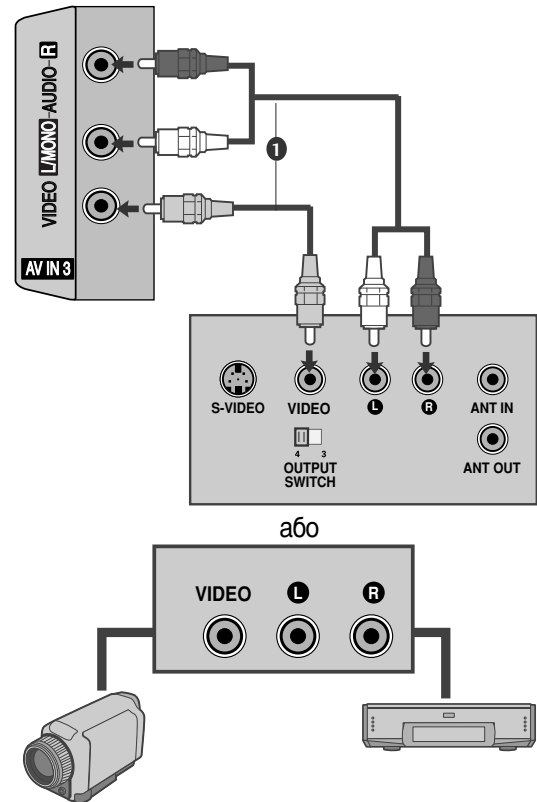 VIDEO L/MONO-AUDIO-R
AV IN 3
1
S-VIDEO
VIDEO
L
R
ANT IN
4 3
OUTPUT
SWITCH
ANT OUT
або
VIDEO L R